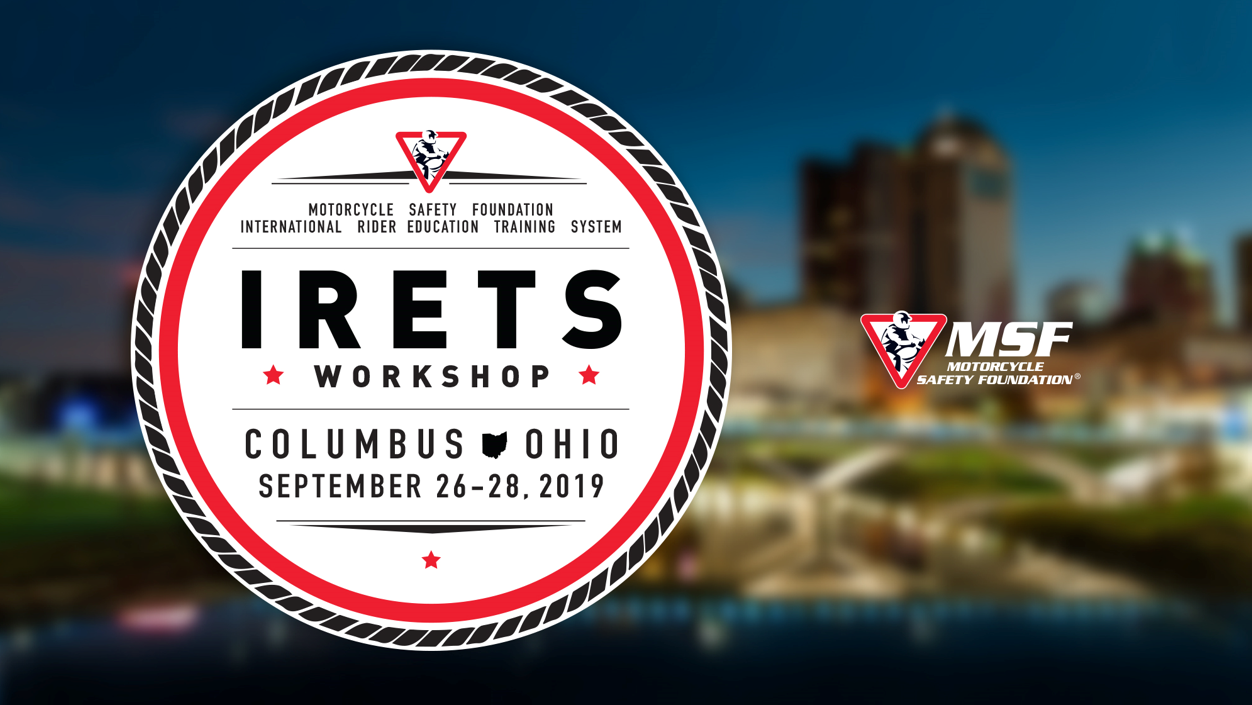 MOTORCYCLE SAFETY FOUNDATION
INTERNATIONAL RIDER EDUCATION TRAINING SYSTEM
IRETS
WORKSHOP
COLUMBUS OHIO
SEPTEMBER 26-28, 2019
MSF
MOTORCYCLE
SAFETY FOUNDATION®